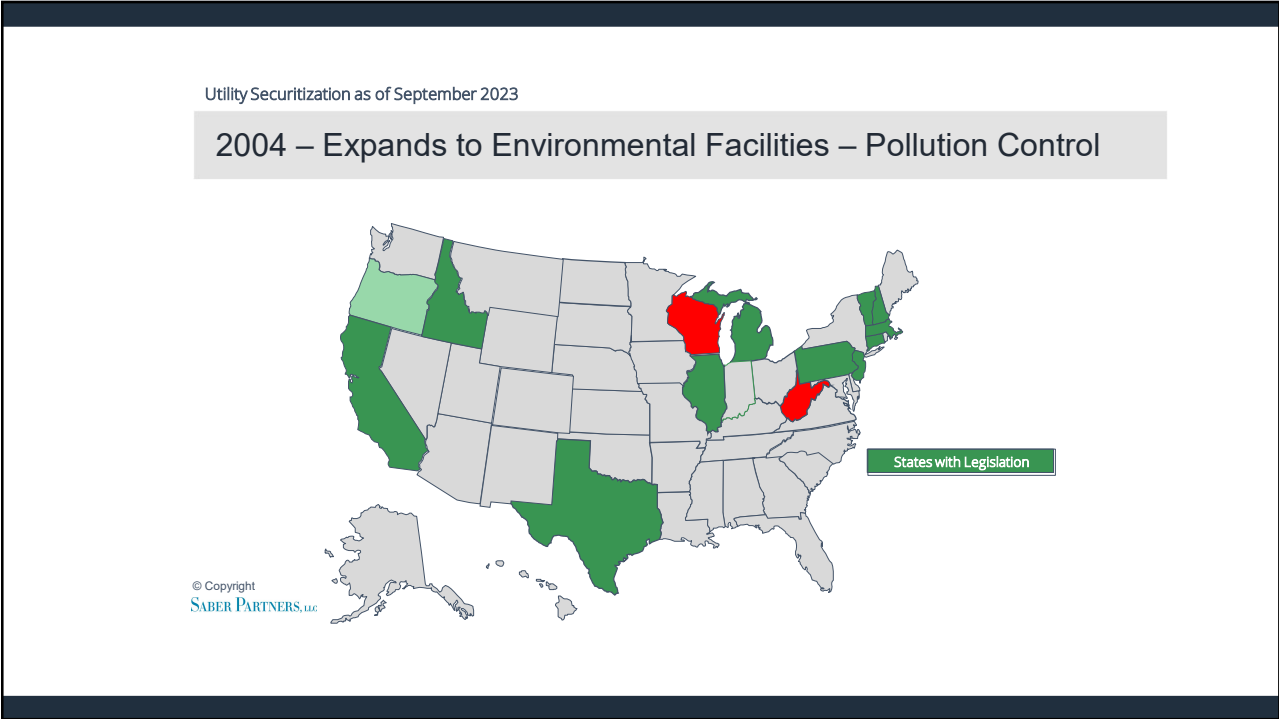 Utility Securitization as of September 2023
2004 – Expands to Environmental Facilities – Pollution Control
States with Legislation
© Copyright
SABER PARTNERS, LLC